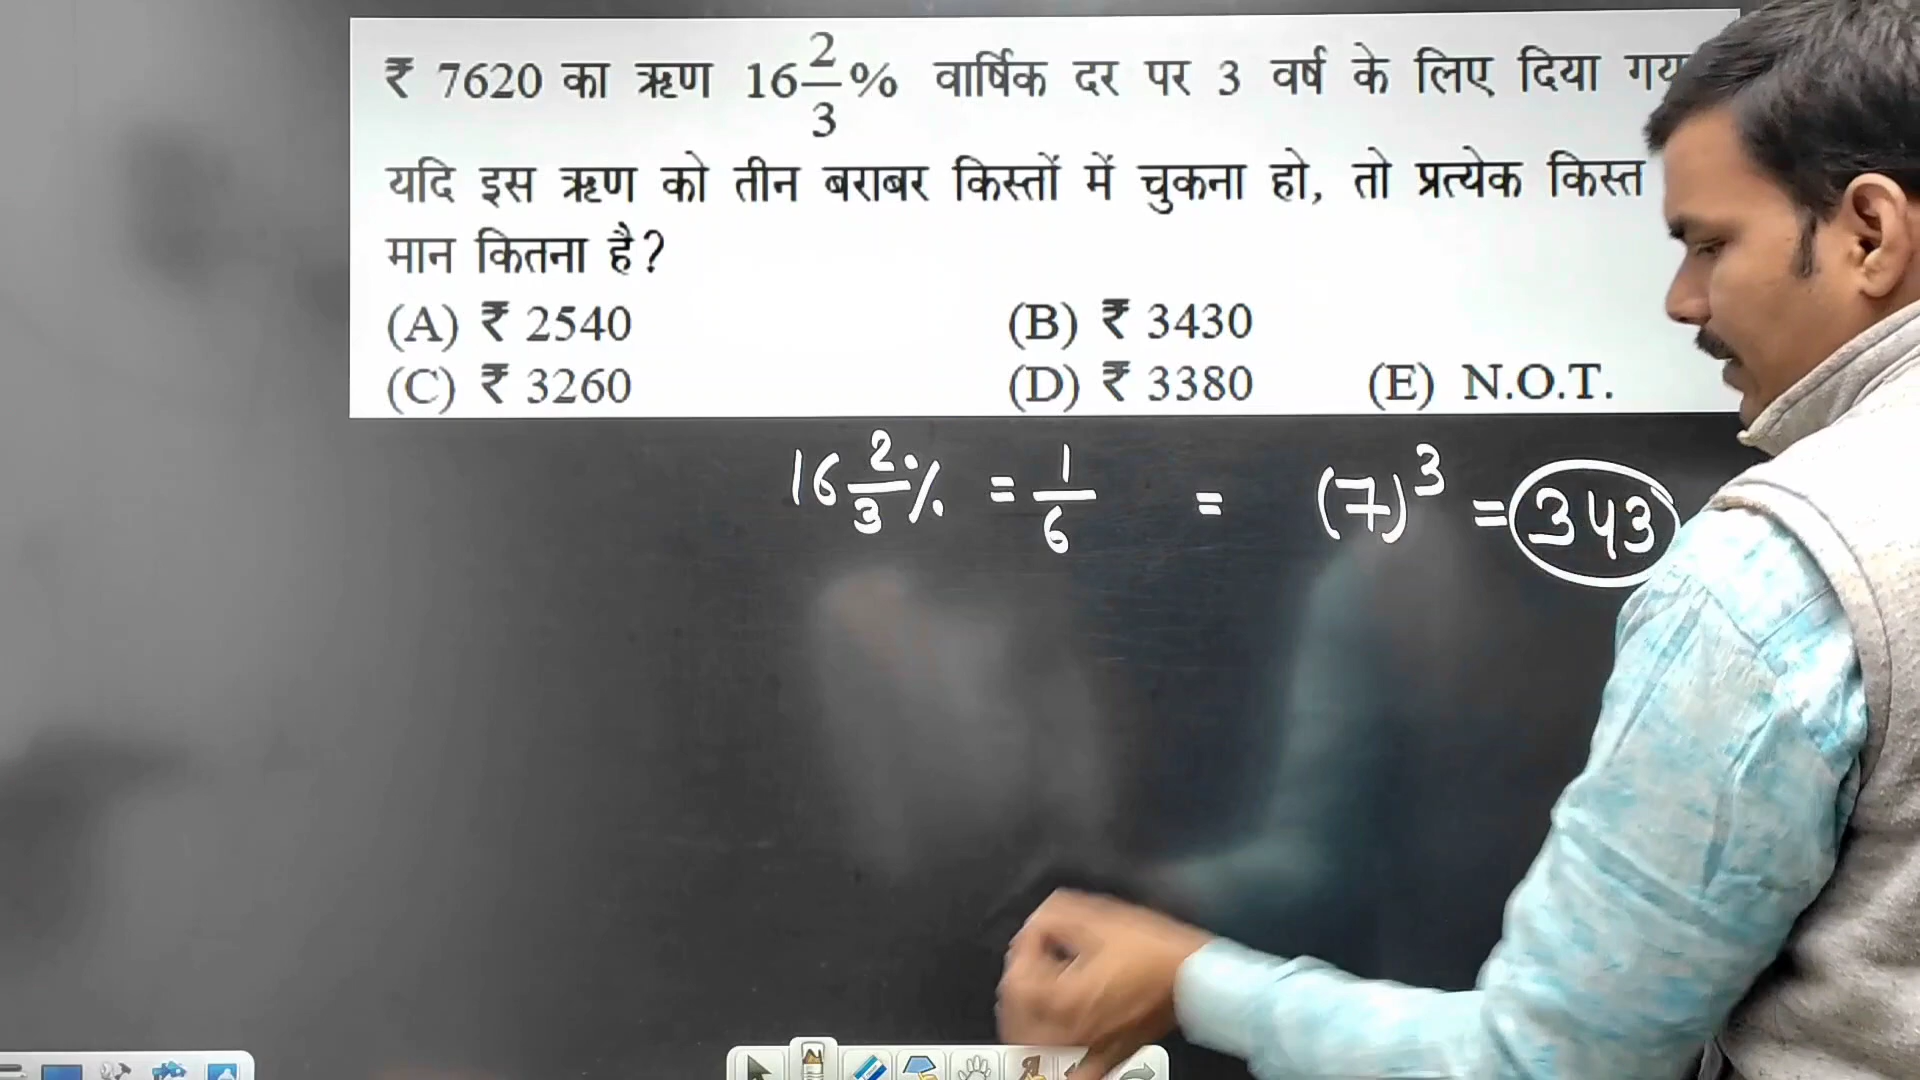 ₹ 7620 का ऋण 16 2/3 % वार्षिक दर पर 3 वर्ष के लिए दिया
यदि इस ऋण को तीन बराबर किस्तों में चुकना हो, तो प्रत्येक किस्त
मान कितना है?
(A) ₹ 2540 (B) ₹ 3430
(C) ₹ 3260 (D) ₹ 3380 (E) N.O.T.
16 2/3 % = 1/6 = (7)³ = 343